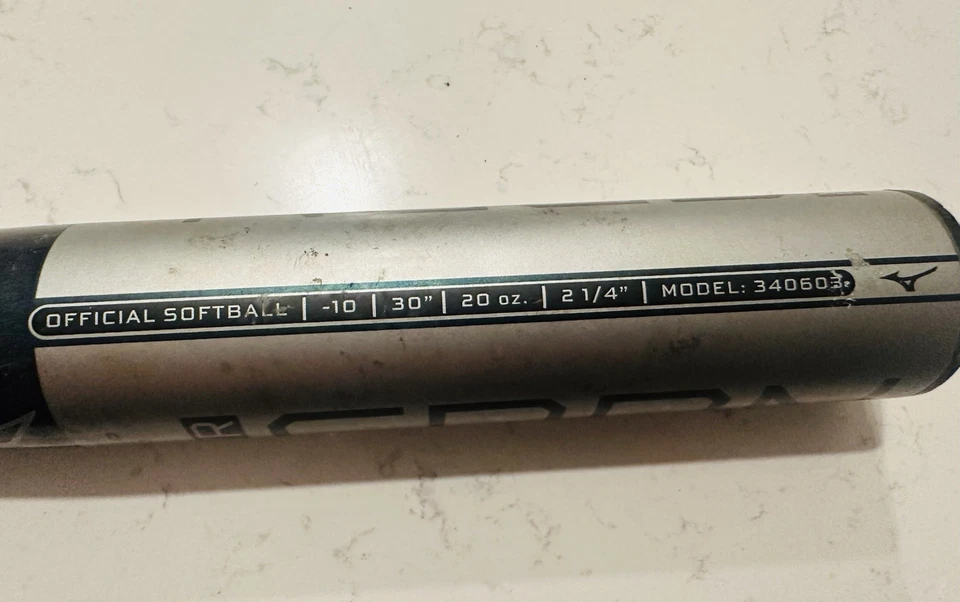 OFFICIAL SOFTBALL | -10 | 30" | 20 oz. | 2 1/4" | MODEL: 340603
R